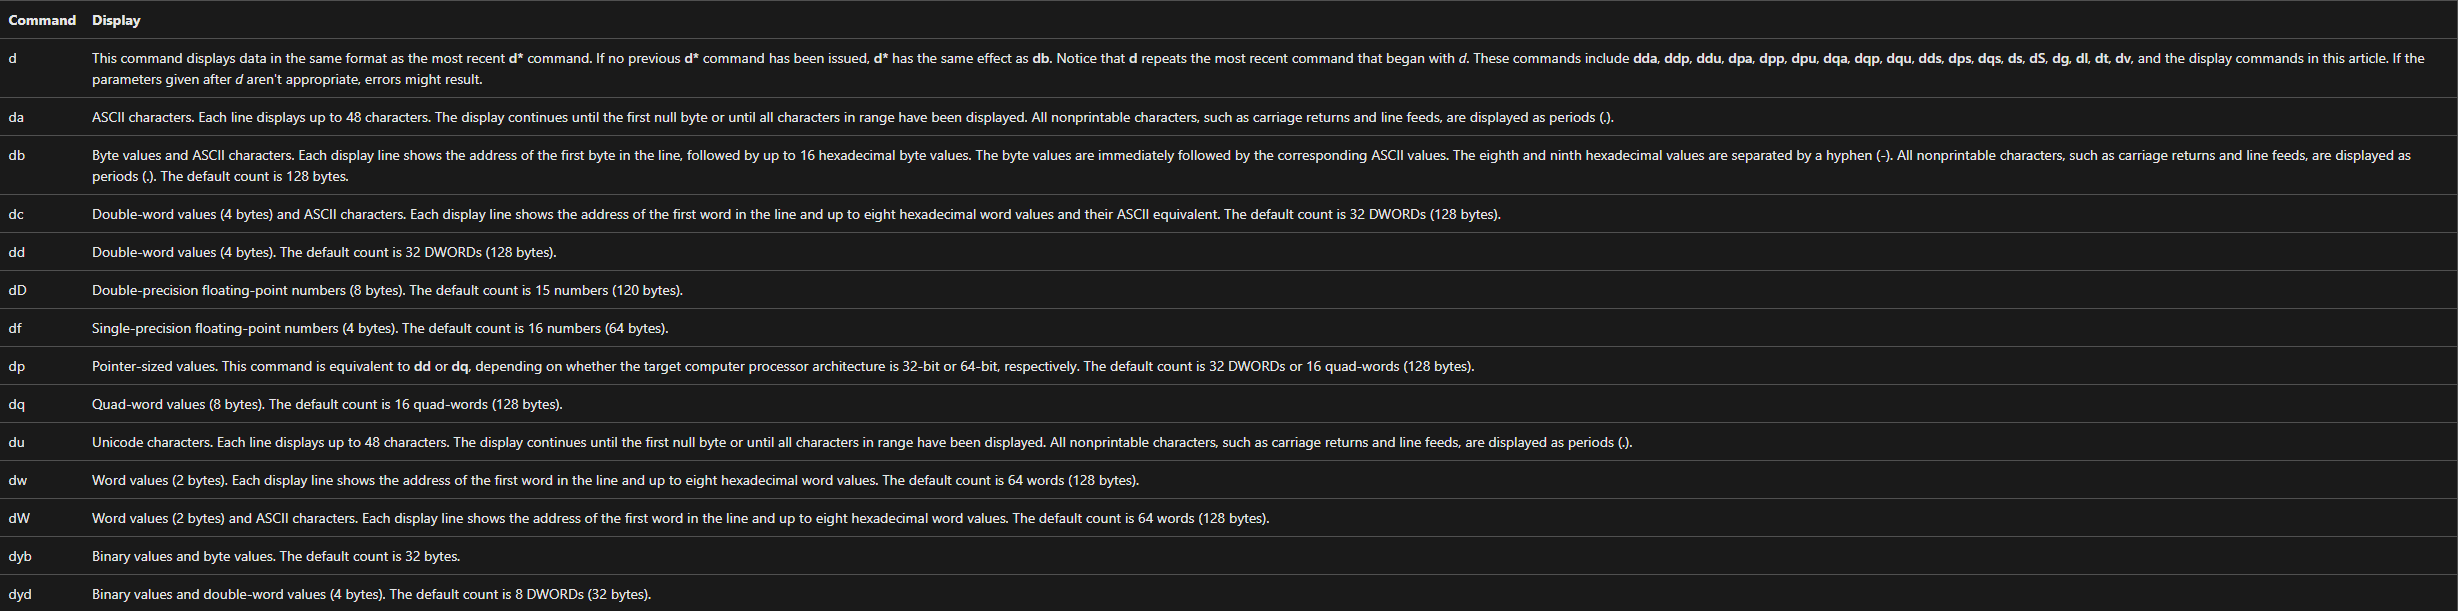 Command Display
d This command displays data in the same format as the most recent d* command. If no previous d* command has been issued, d* has the same effect as db. Notice that d repeats the most recent command that began with d. These commands include dda, ddp, ddu, dpa, dpp, dpu, dqa, dqp, dqu, dds, dps, dqs, ds, dS, dg, dl, dt, dv, and the display commands in this article. If the
parameters given after d aren't appropriate, errors might result.
da ASCII characters. Each line displays up to 48 characters. The display continues until the first null byte or until all characters in range have been displayed. All nonprintable characters, such as carriage returns and line feeds, are displayed as periods (.).
db Byte values and ASCII characters. Each display line shows the address of the first byte in the line, followed by up to 16 hexadecimal byte values. The byte values are immediately followed by the corresponding ASCII values. The eighth and ninth hexadecimal values are separated by a hyphen (-). All nonprintable characters, such as carriage returns and line feeds, are displayed as
periods (.). The default count is 128 bytes.
dc Double-word values (4 bytes) and ASCII characters. Each display line shows the address of the first word in the line and up to eight hexadecimal word values and their ASCII equivalent. The default count is 32 DWORDs (128 bytes).
dd Double-word values (4 bytes). The default count is 32 DWORDs (128 bytes).
dD Double-precision floating-point numbers (8 bytes). The default count is 15 numbers (120 bytes).
df Single-precision floating-point numbers (4 bytes). The default count is 16 numbers (64 bytes).
dp Pointer-sized values. This command is equivalent to dd or dq, depending on whether the target computer processor architecture is 32-bit or 64-bit, respectively. The default count is 32 DWORDs or 16 quad-words (128 bytes).
dq Quad-word values (8 bytes). The default count is 16 quad-words (128 bytes).
du Unicode characters. Each line displays up to 48 characters. The display continues until the first null byte or until all characters in range have been displayed. All nonprintable characters, such as carriage returns and line feeds, are displayed as periods (.).
dw Word values (2 bytes). Each display line shows the address of the first word in the line and up to eight hexadecimal word values. The default count is 64 words (128 bytes).
dW Word values (2 bytes) and ASCII characters. Each display line shows the address of the first word in the line and up to eight hexadecimal word values. The default count is 64 words (128 bytes).
dyb Binary values and byte values. The default count is 32 bytes.
dyd Binary values and double-word values (4 bytes). The default count is 8 DWORDs (32 bytes).